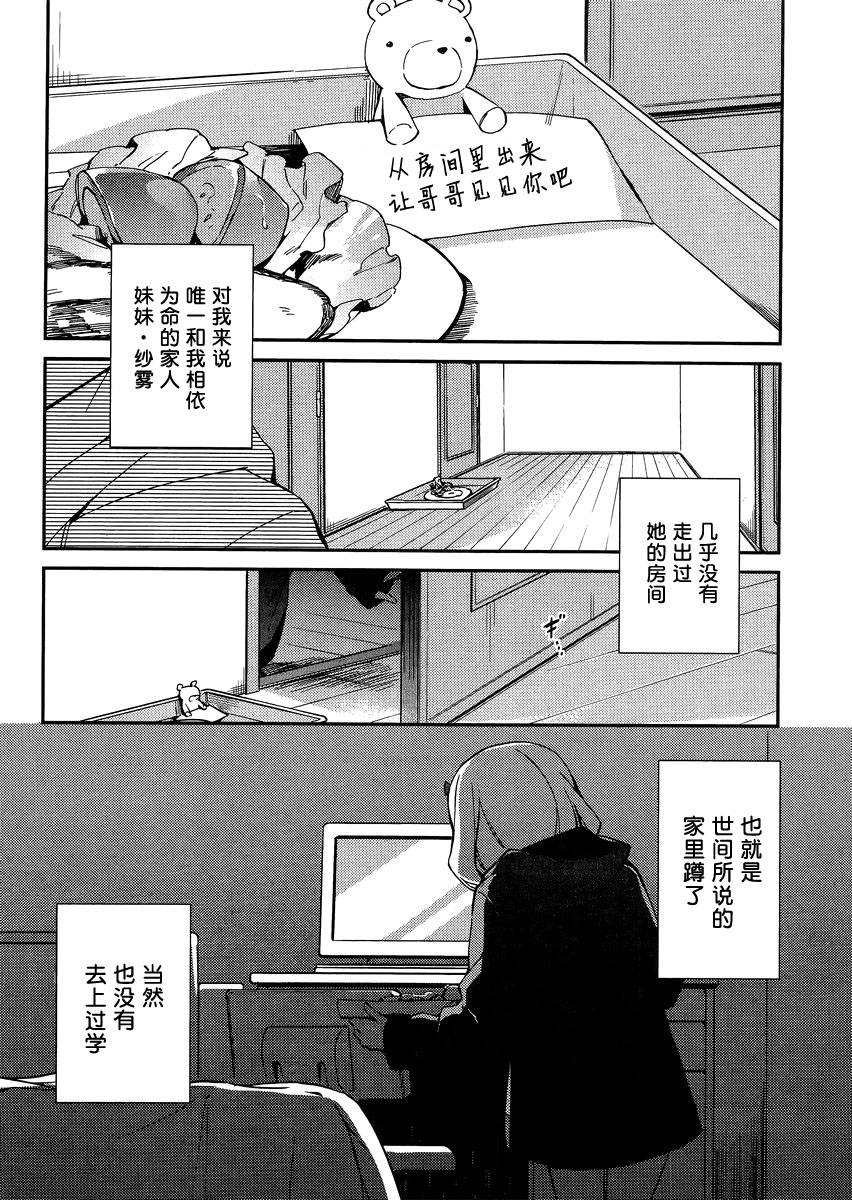 从房间里出来
让哥哥见见你吧
对我来说
唯一和我相依
为命的家人
妹妹·纱雾
几乎没有
走出过
她的房间
ギ…
也就是
世间所说的
家里蹲了
当然
也没有
去上过学